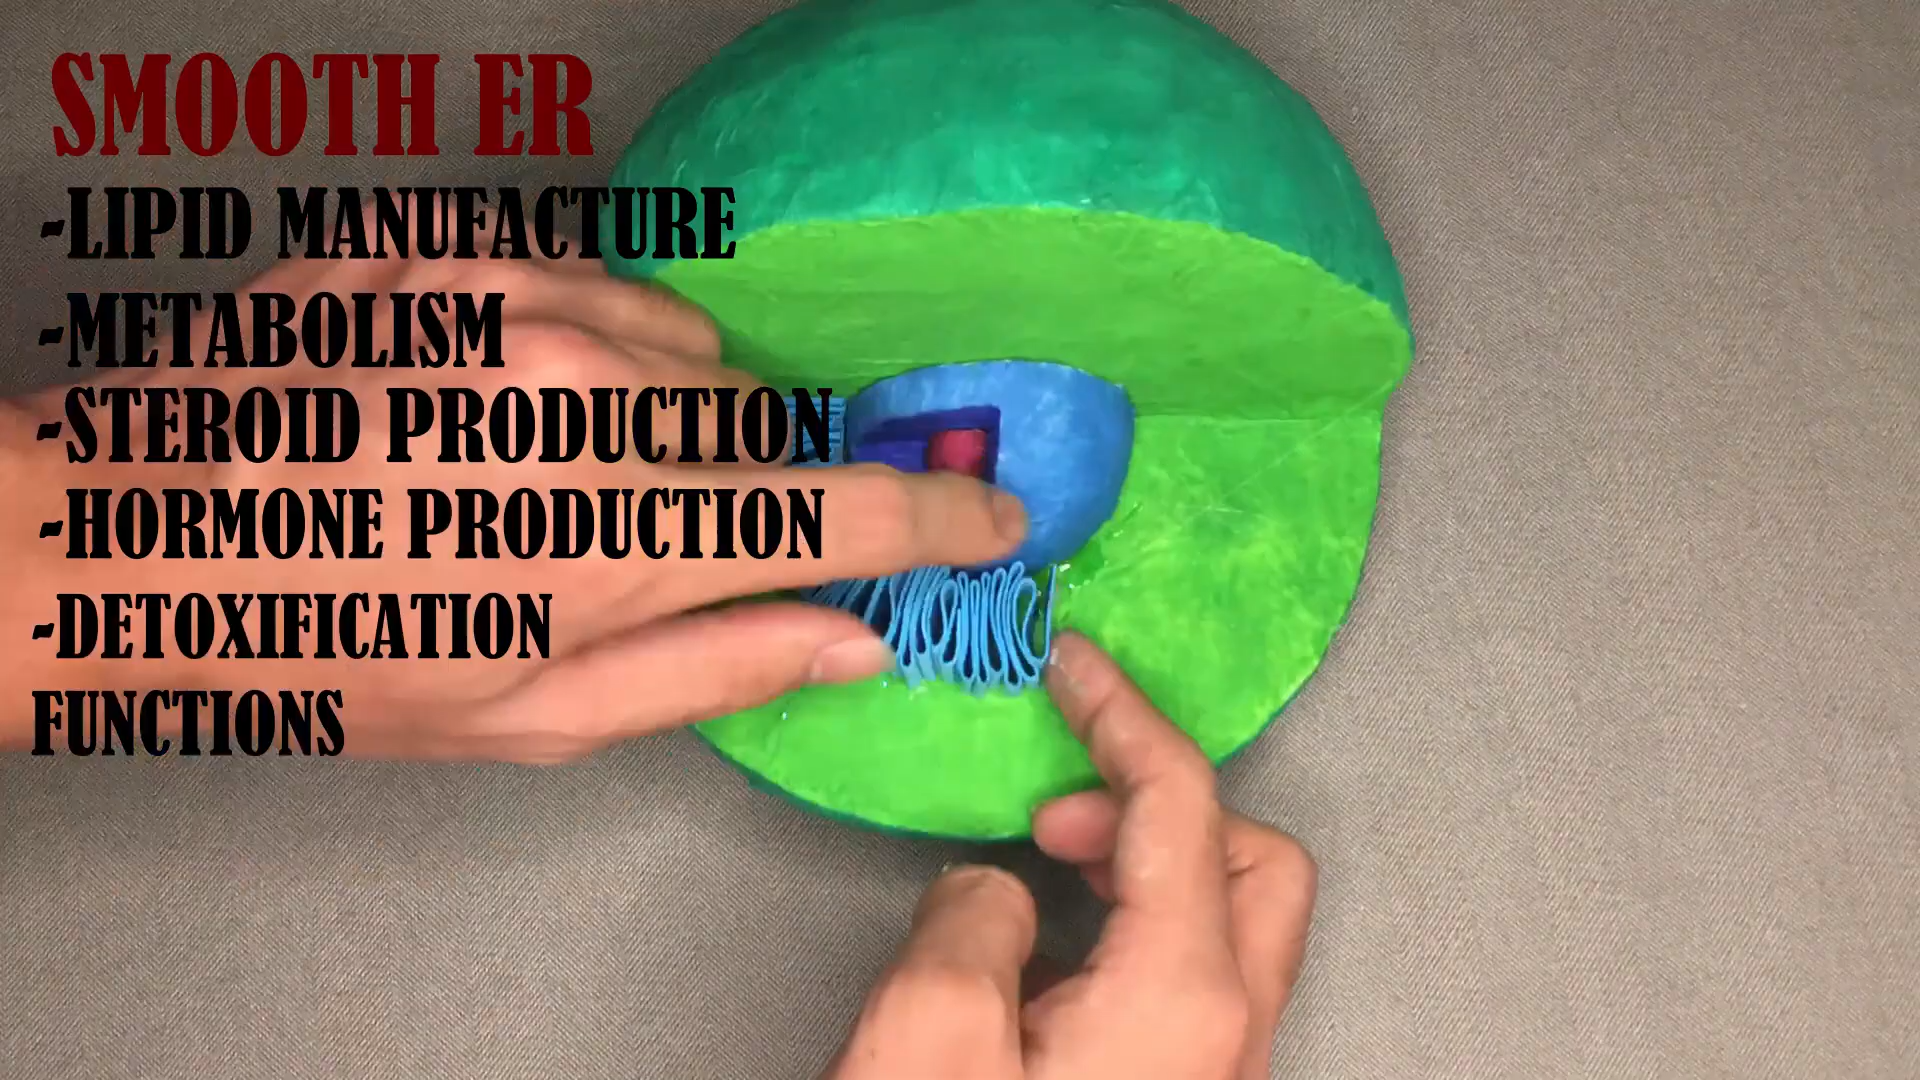 SMOOTH ER
-LIPID MANUFACTURE
-METABOLISM
-STEROID PRODUCTION
-HORMONE PRODUCTION
-DETOXIFICATION
FUNCTIONS